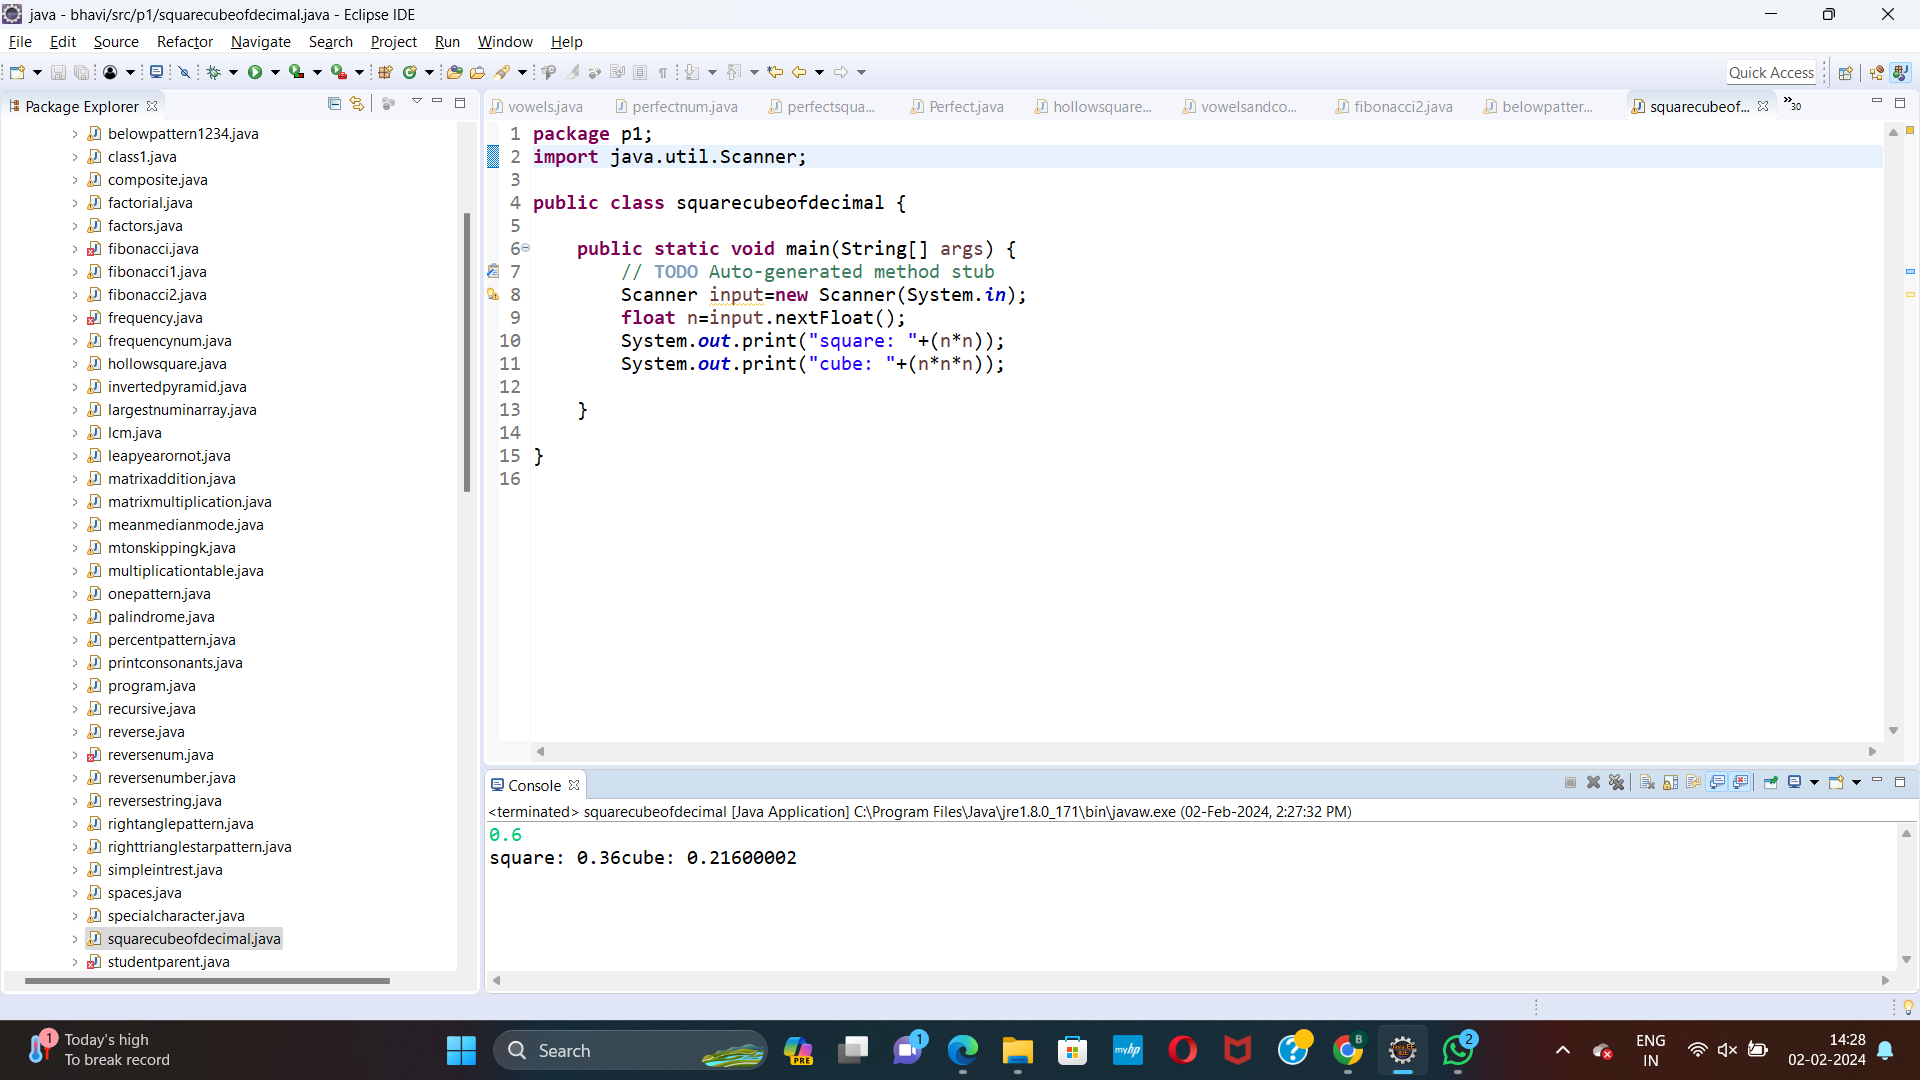 java - bhavi/src/p1/squarecubeofdecimal.java - Eclipse IDE
File Edit Source Refactor Navigate Search Project Run Window Help
Quick Access
Package Explorer
vowels.java perfectnum.java perfectsqua... Perfect.java hollowsquare... vowelsandco... fibonacci2.java belowpatter... squarecubeof... »30
belowpattern1234.java
class1.java
composite.java
factorial.java
factors.java
fibonacci.java
fibonacci1.java
fibonacci2.java
frequency.java
frequencynum.java
hollowsquare.java
invertedpyramid.java
largestnuminarray.java
lcm.java
leapyearornot.java
matrixaddition.java
matrixmultiplication.java
meanmedianmode.java
mtonskippingk.java
multiplicationtable.java
onepattern.java
palindrome.java
percentpattern.java
printconsonants.java
program.java
recursive.java
reverse.java
reversenum.java
reversenumber.java
reversestring.java
rightanglepattern.java
righttrianglestarpattern.java
simpleintrest.java
spaces.java
specialcharacter.java
squarecubeofdecimal.java
studentparent.java
1 package p1;
2 import java.util.Scanner;
3
4 public class squarecubeofdecimal {
5
6 public static void main(String[] args) {
7 // TODO Auto-generated method stub
8 Scanner input=new Scanner(System.in);
9 float n=input.nextFloat();
10 System.out.print("square: "+(n*n));
11 System.out.print("cube: "+(n*n*n));
12
13 }
14
15 }
16
Console
<terminated> squarecubeofdecimal [Java Application] C:\Program Files\Java\jre1.8.0_171\bin\javaw.exe (02-Feb-2024, 2:27:32 PM)
0.6
square: 0.36cube: 0.21600002
1
Today's high
To break record
Search
PRE
1
myhp
B
2
ENG
IN
14:28
02-02-2024